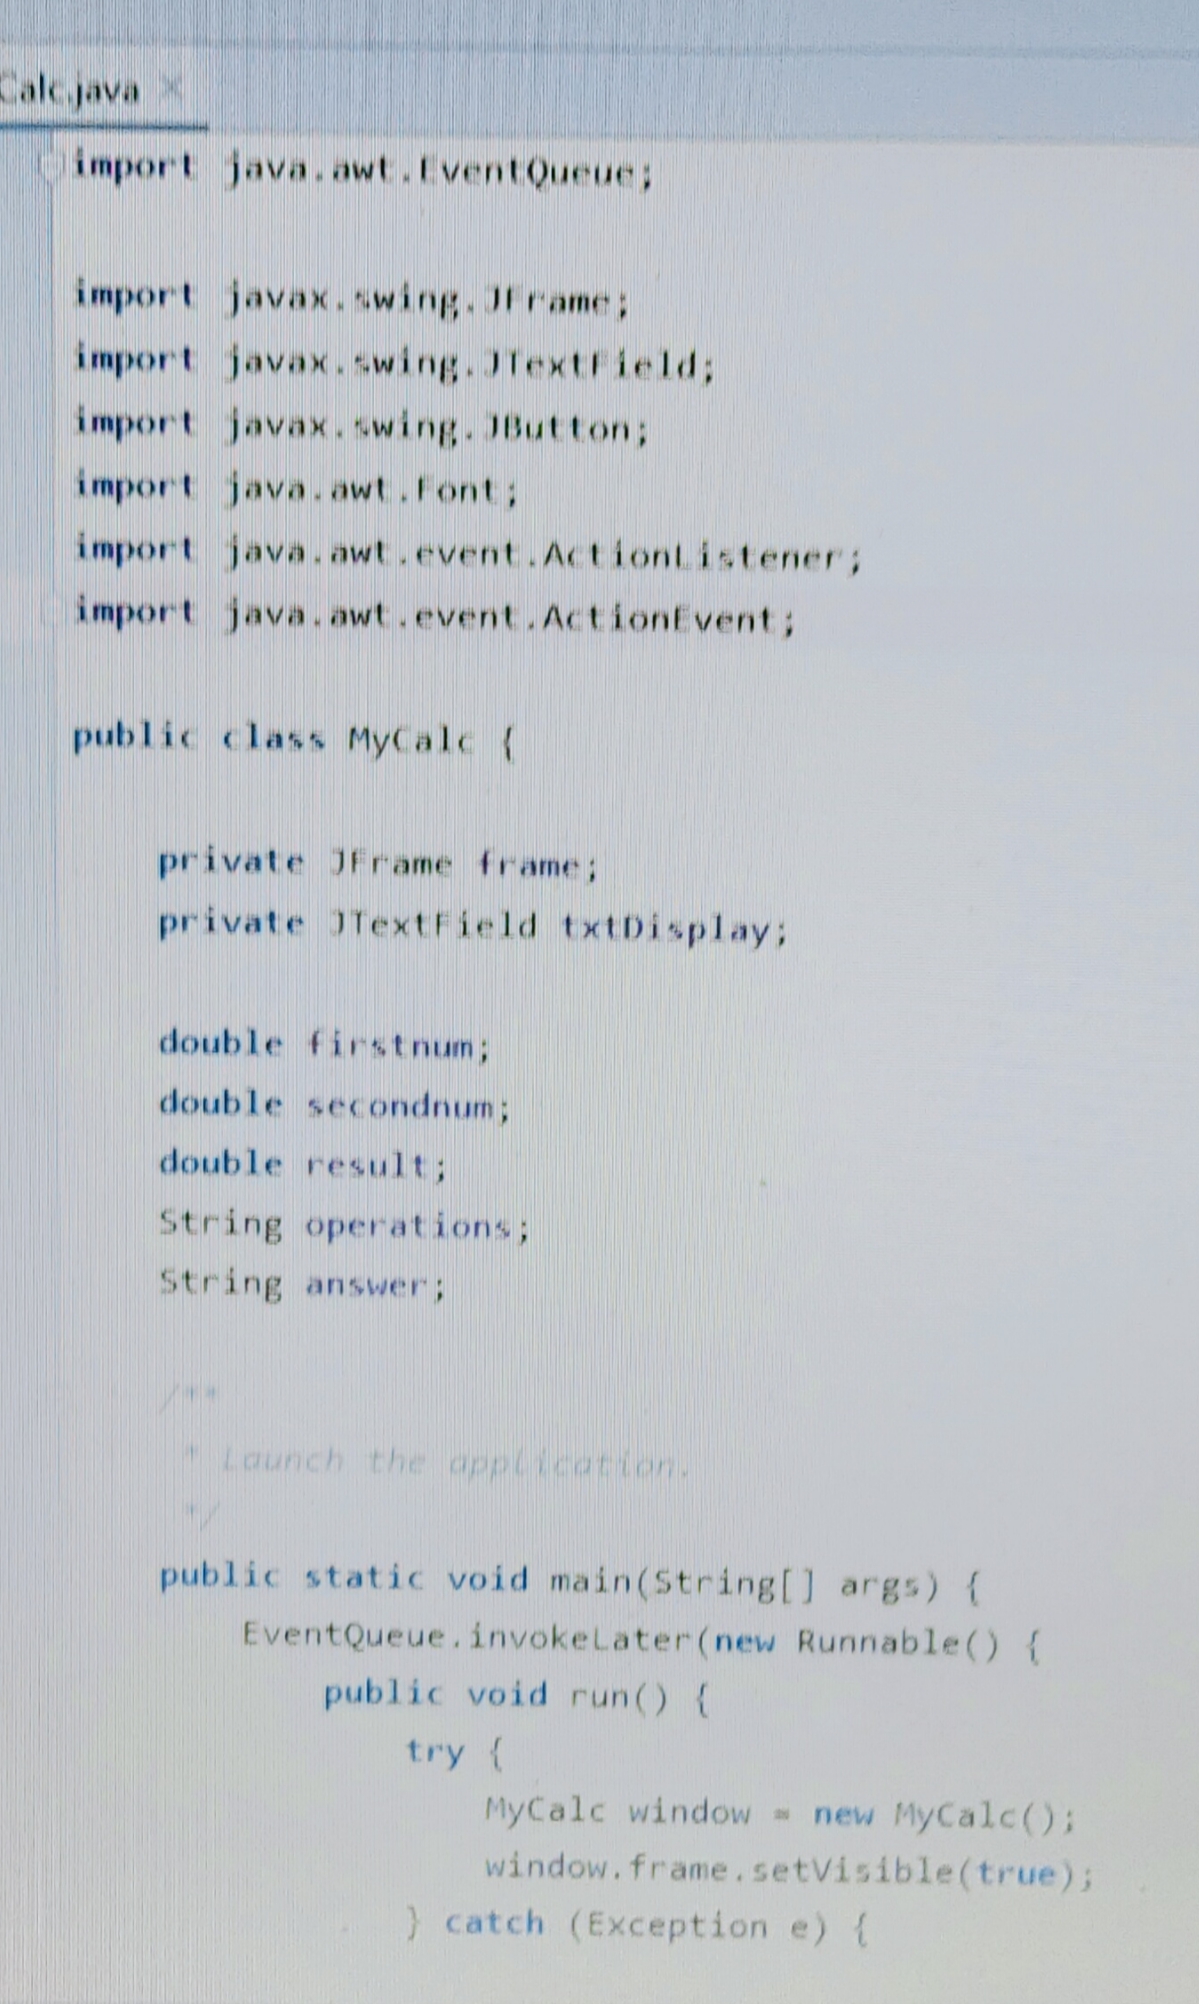 Calc.java
import java.awt.EventQueue;
import javax.swing.JFrame;
import javax.swing.JTextField;
import javax.swing.JButton;
import java.awt.Font;
import java.awt.event.ActionListener;
import java.awt.event.ActionEvent;
public class MyCalc {
private JFrame frame;
private JTextField txtDisplay;
double firstnum;
double secondnum;
double result;
String operations;
String answer;
/**
* Launch the application.
*/
public static void main(String[] args) {
EventQueue.invokeLater(new Runnable() {
public void run() {
try {
MyCalc window = new MyCalc();
window.frame.setVisible(true);
} catch (Exception e) {